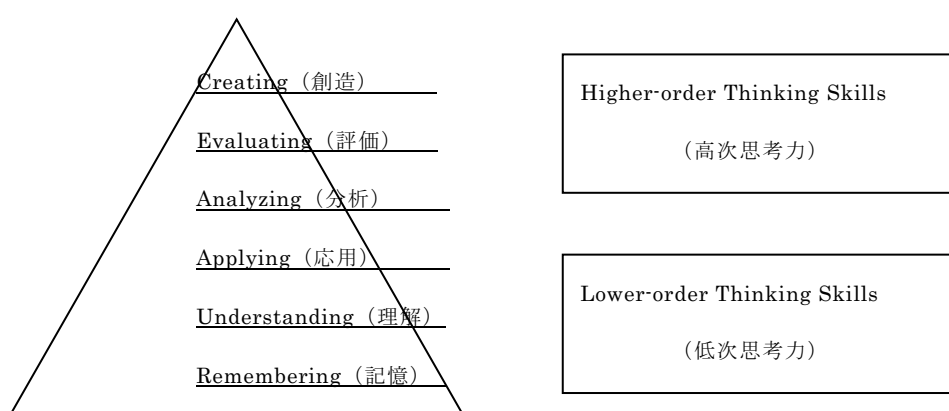 Creating（創造）
Evaluating（評価）
Analyzing（分析）
Applying（応用）
Understanding（理解）
Remembering（記憶）
Higher-order Thinking Skills
（高次思考力）
Lower-order Thinking Skills
（低次思考力）